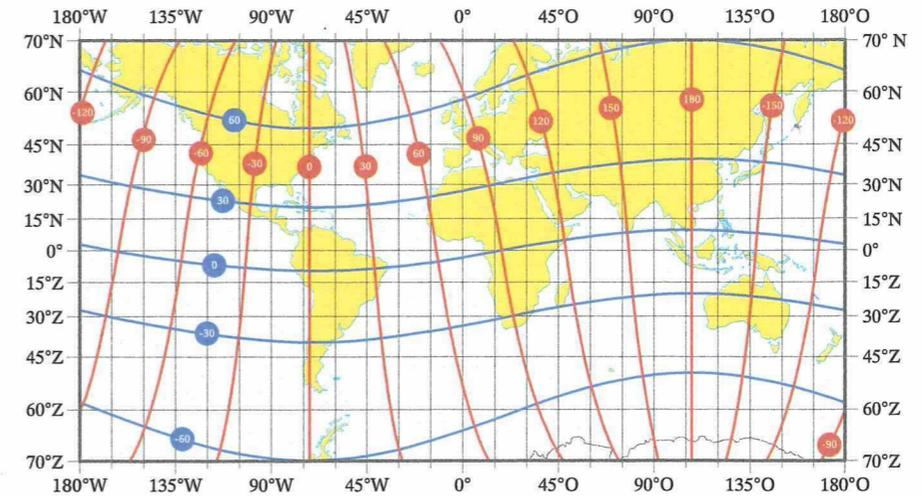 180°W 135°W 90°W 45°W 0° 45°O 90°O 135°O 180°O
70°N 70° N
60°N 60°N
-120 -90 -60 -30 0 30 60 90 120 150 180 -150 -120
60
45°N 45°N
30°N 30°N
30
15°N 15°N
0° 0°
0
15°Z 15°Z
30°Z 30°Z
-30
45°Z 45°Z
60°Z 60°Z
-60 -90
70°Z 70°Z
180°W 135°W 90°W 45°W 0° 45°O 90°O 135°O 180°O